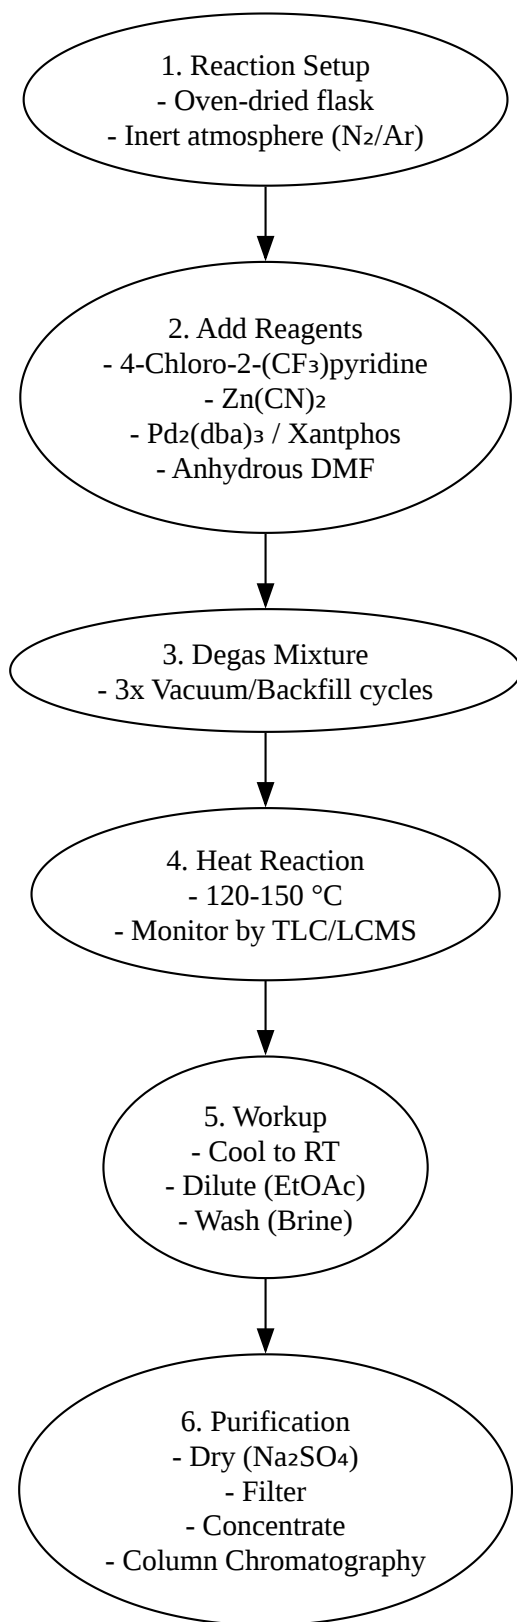 1. Reaction Setup
- Oven-dried flask
- Inert atmosphere (N₂/Ar)
2. Add Reagents
- 4-Chloro-2-(CF₃)pyridine
- Zn(CN)₂
- Pd₂(dba)₃ / Xantphos
- Anhydrous DMF
3. Degas Mixture
- 3x Vacuum/Backfill cycles
4. Heat Reaction
- 120-150 °C
- Monitor by TLC/LCMS
5. Workup
- Cool to RT
- Dilute (EtOAc)
- Wash (Brine)
6. Purification
- Dry (Na₂SO₄)
- Filter
- Concentrate
- Column Chromatography